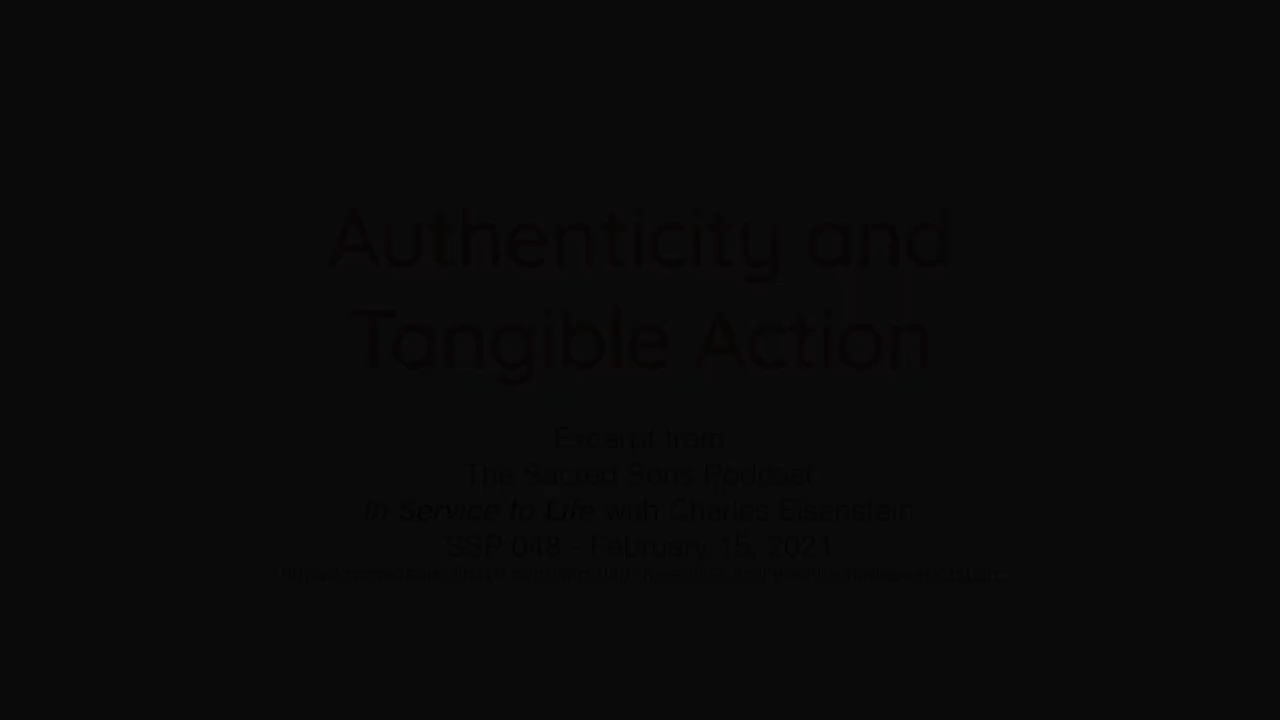 Authenticity and
Tangible Action
Excerpt from
The Sacred Sons Podcast
In Service to Life with Charles Eisenstein
SSP 048 - February 15, 2021